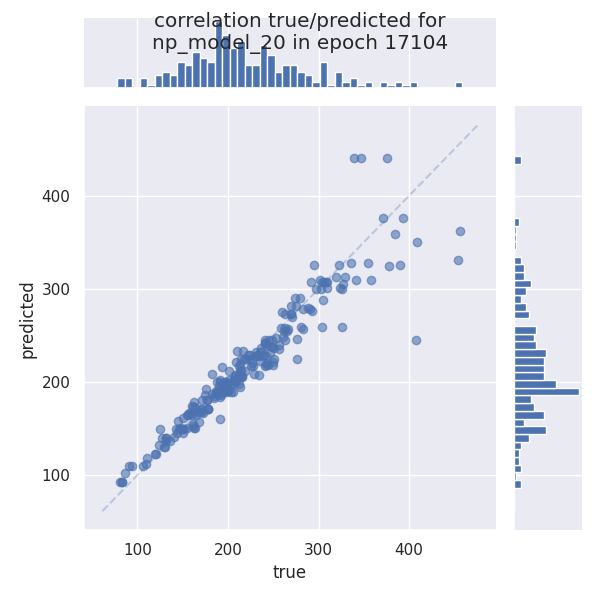 correlation true/predicted for
np_model_20 in epoch 17104
400
300
200
100
predicted
100 200 300 400
true